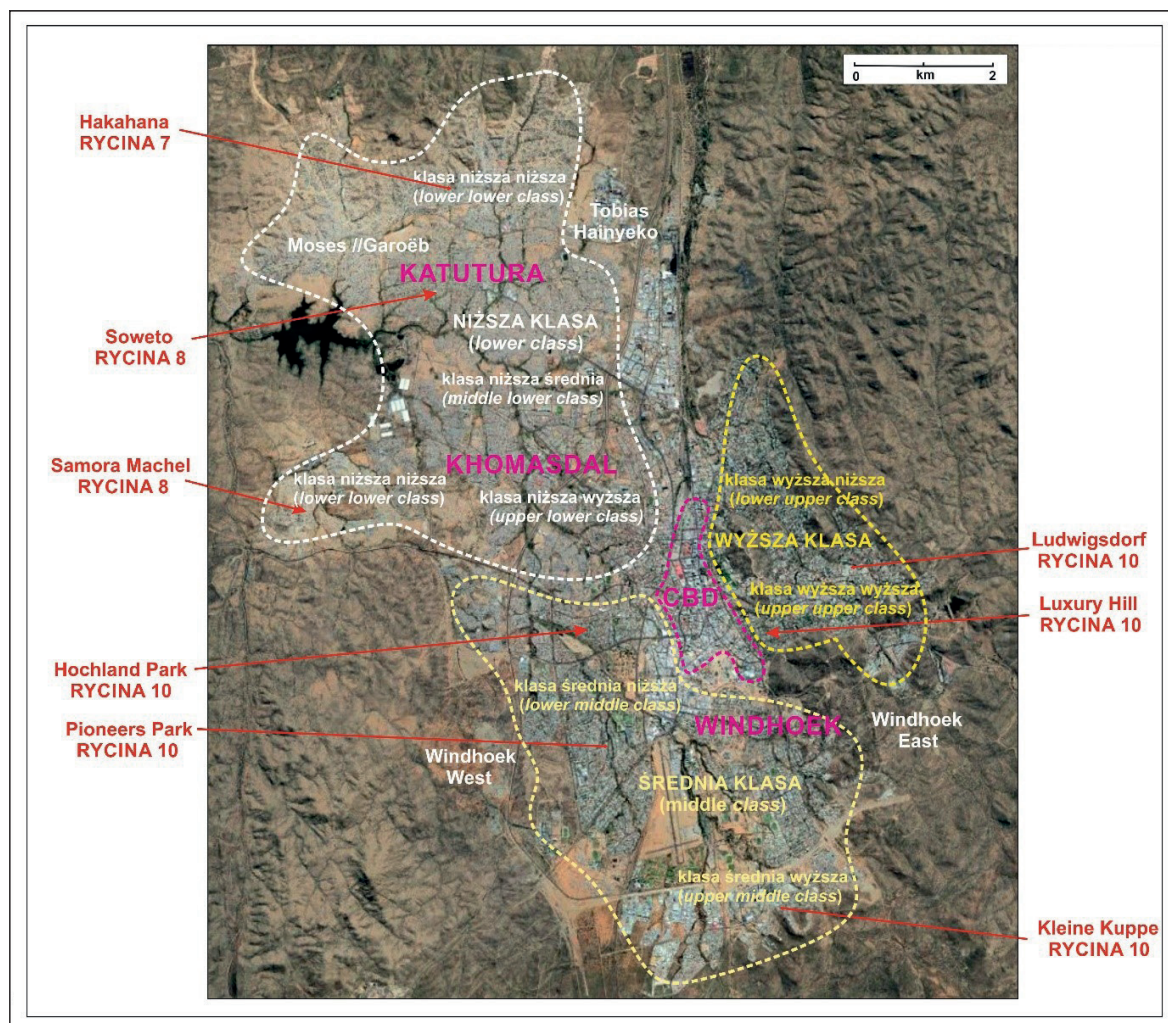 0 2
km
Hakahana
RYCINA 7
klasa niższa niższa
(lower lower class)
Tobias
Hainyeko
Moses //Garoëb
KATUTURA
Soweto
RYCINA 8
NIŻSZA KLASA
(lower class)
klasa niższa średnia
(middle lower class)
KHOMASDAL
Samora Machel
RYCINA 8
klasa niższa niższa
(lower lower class)
klasa niższa wyższa
(upper lower class)
klasa wyższa niższa
(lower upper class)
WYŻSZA KLASA
Ludwigsdorf
RYCINA 10
klasa wyższa wyższa
(upper upper class)
CBD
Luxury Hill
RYCINA 10
Hochland Park
RYCINA 10
klasa średnia niższa
(lower middle class)
Pioneers Park
RYCINA 10
WINDHOEK
Windhoek
East
Windhoek
West
ŚREDNIA KLASA
(middle class)
klasa średnia wyższa
(upper middle class)
Kleine Kuppe
RYCINA 10